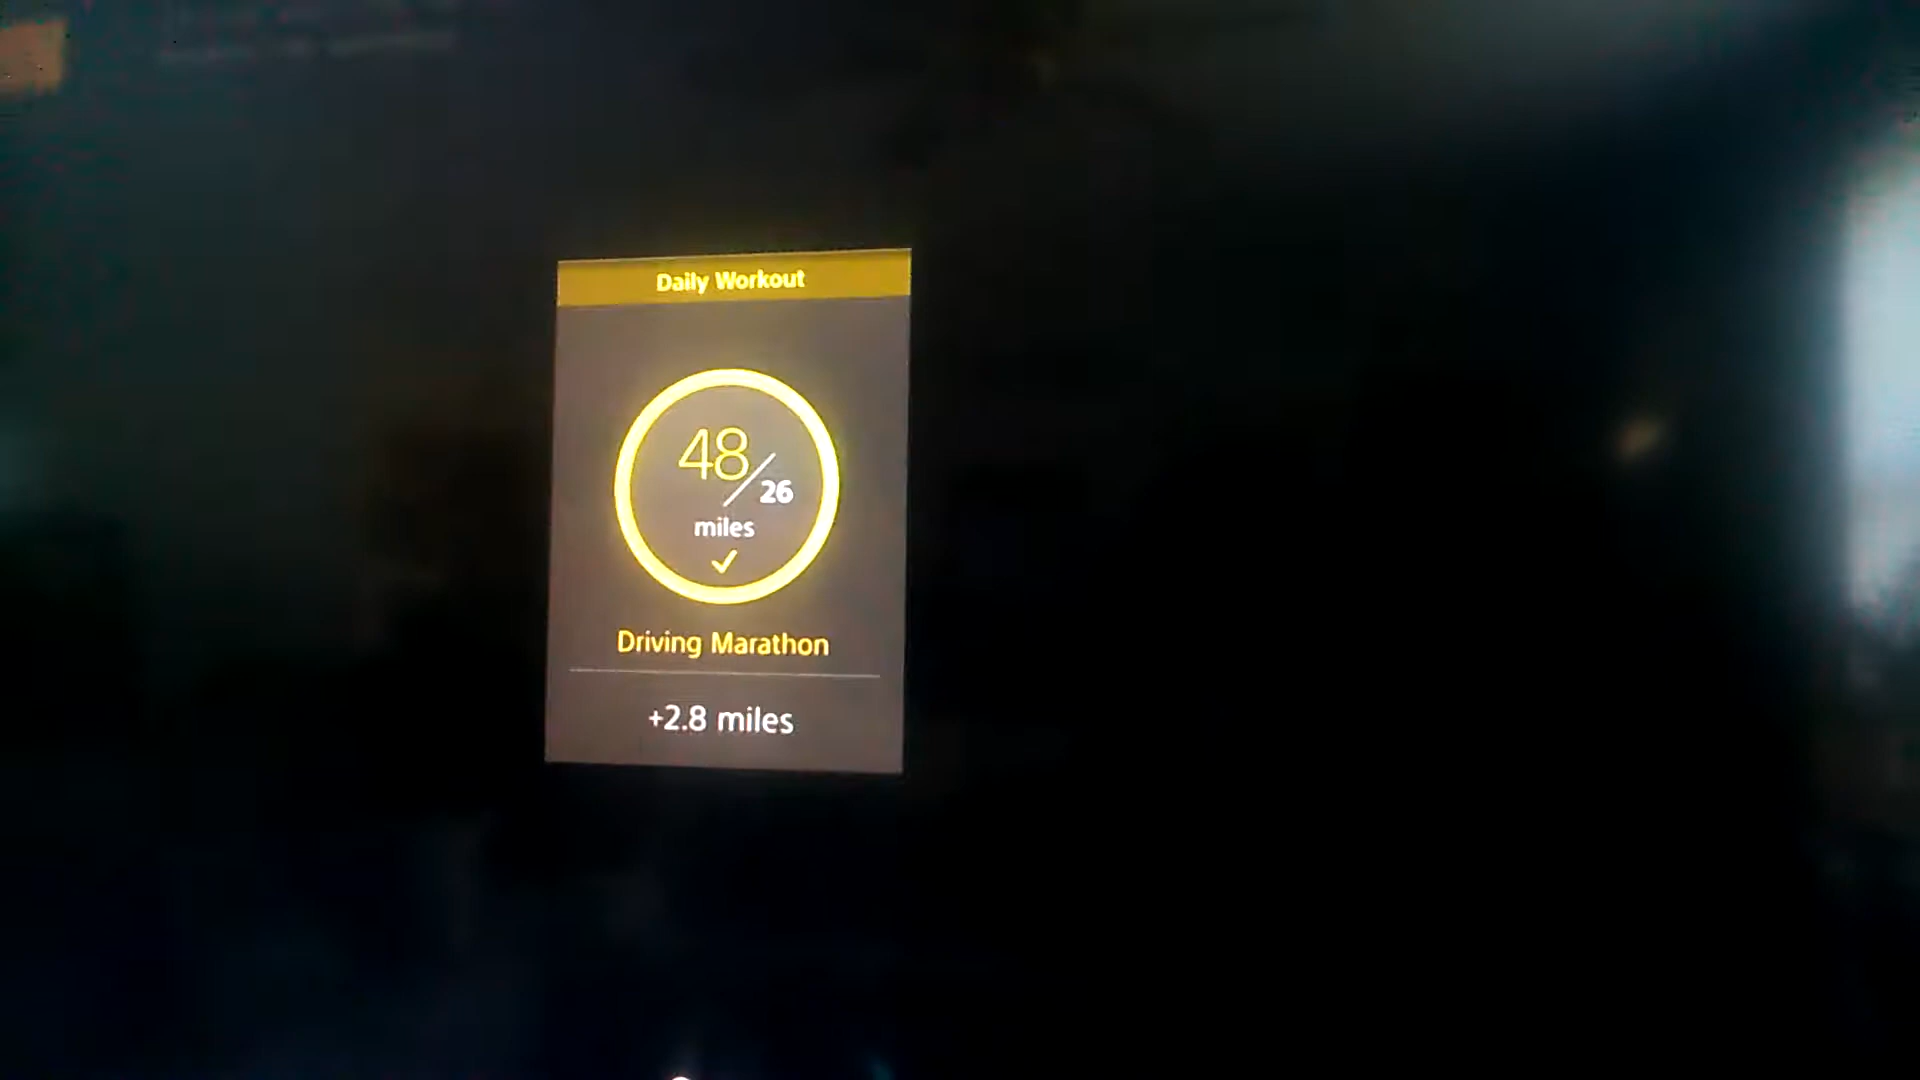 Daily Workout
48/26
miles
✓
Driving Marathon
+2.8 miles